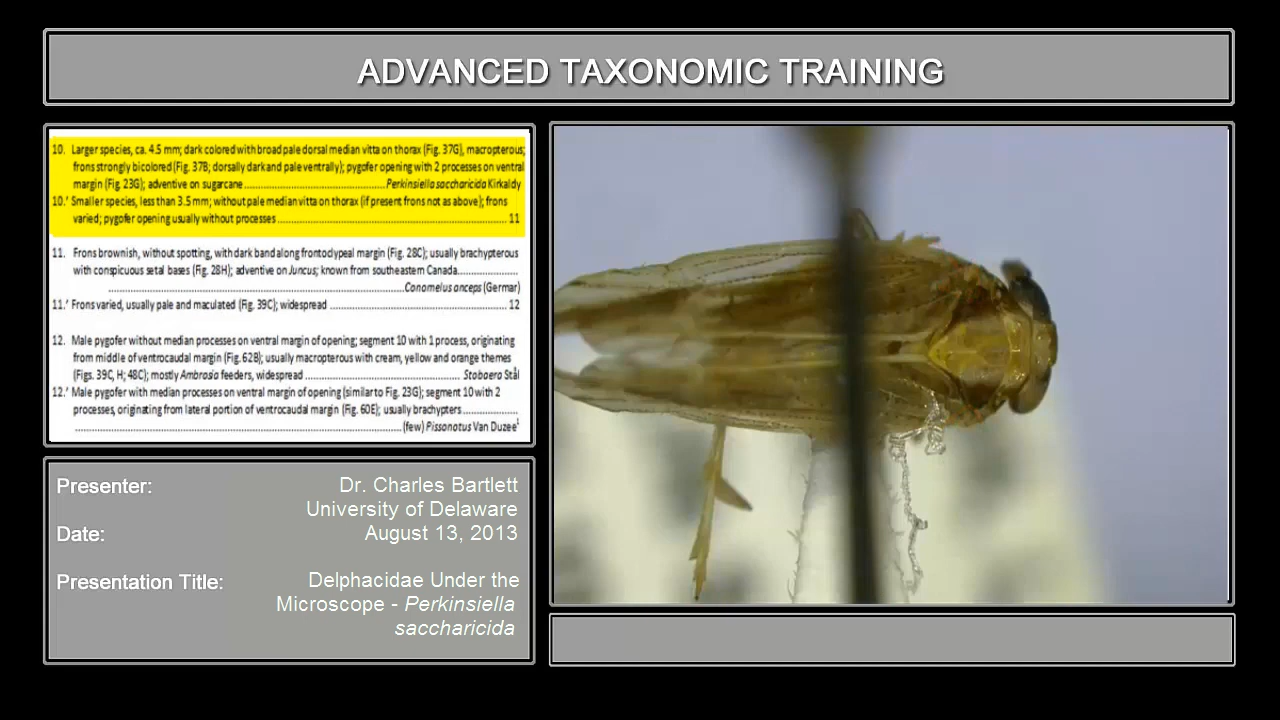 ADVANCED TAXONOMIC TRAINING
10. Larger species, ca. 4.5 mm; dark colored with broad pale dorsal median vitta on thorax (Fig. 37G), macropterous;
frons strongly bicolored (Fig. 37B; dorsally dark and pale ventrally); pygofer opening with 2 processes on ventral
margin (Fig. 23G); adventive on sugarcane ................................................Perkinsiella saccharicida Kirkaldy
10.' Smaller species, less than 3.5 mm; without pale median vitta on thorax (if present frons not as above); frons
varied; pygofer opening usually without processes ................................................................................ 11
11. Frons brownish, without spotting, with dark band along frontoclypeal margin (Fig. 28C); usually brachypterous
with conspicuous setal bases (Fig. 28H); adventive on Juncus; known from southeastern Canada.....................
.........................................................................................................Conomelus anceps (Germar)
11.' Frons varied, usually pale and maculated (Fig. 39C); widespread ............................................................ 12
12. Male pygofer without median processes on ventral margin of opening; segment 10 with 1 process, originating
from middle of ventrocaudal margin (Fig. 62B); usually macropterous with cream, yellow and orange themes
(Figs. 39C, H; 48C); mostly Ambrosia feeders, widespread ...................................................... Stobaera Stål
12.' Male pygofer with median processes on ventral margin of opening (similar to Fig. 23G); segment 10 with 2
processes, originating from lateral portion of ventrocaudal margin (Fig. 60E); usually brachypters ...................
.........................................................................................................(few) Pissonotus Van Duzee¹
Presenter: Dr. Charles Bartlett
University of Delaware
Date: August 13, 2013
Presentation Title: Delphacidae Under the
Microscope - Perkinsiella
saccharicida